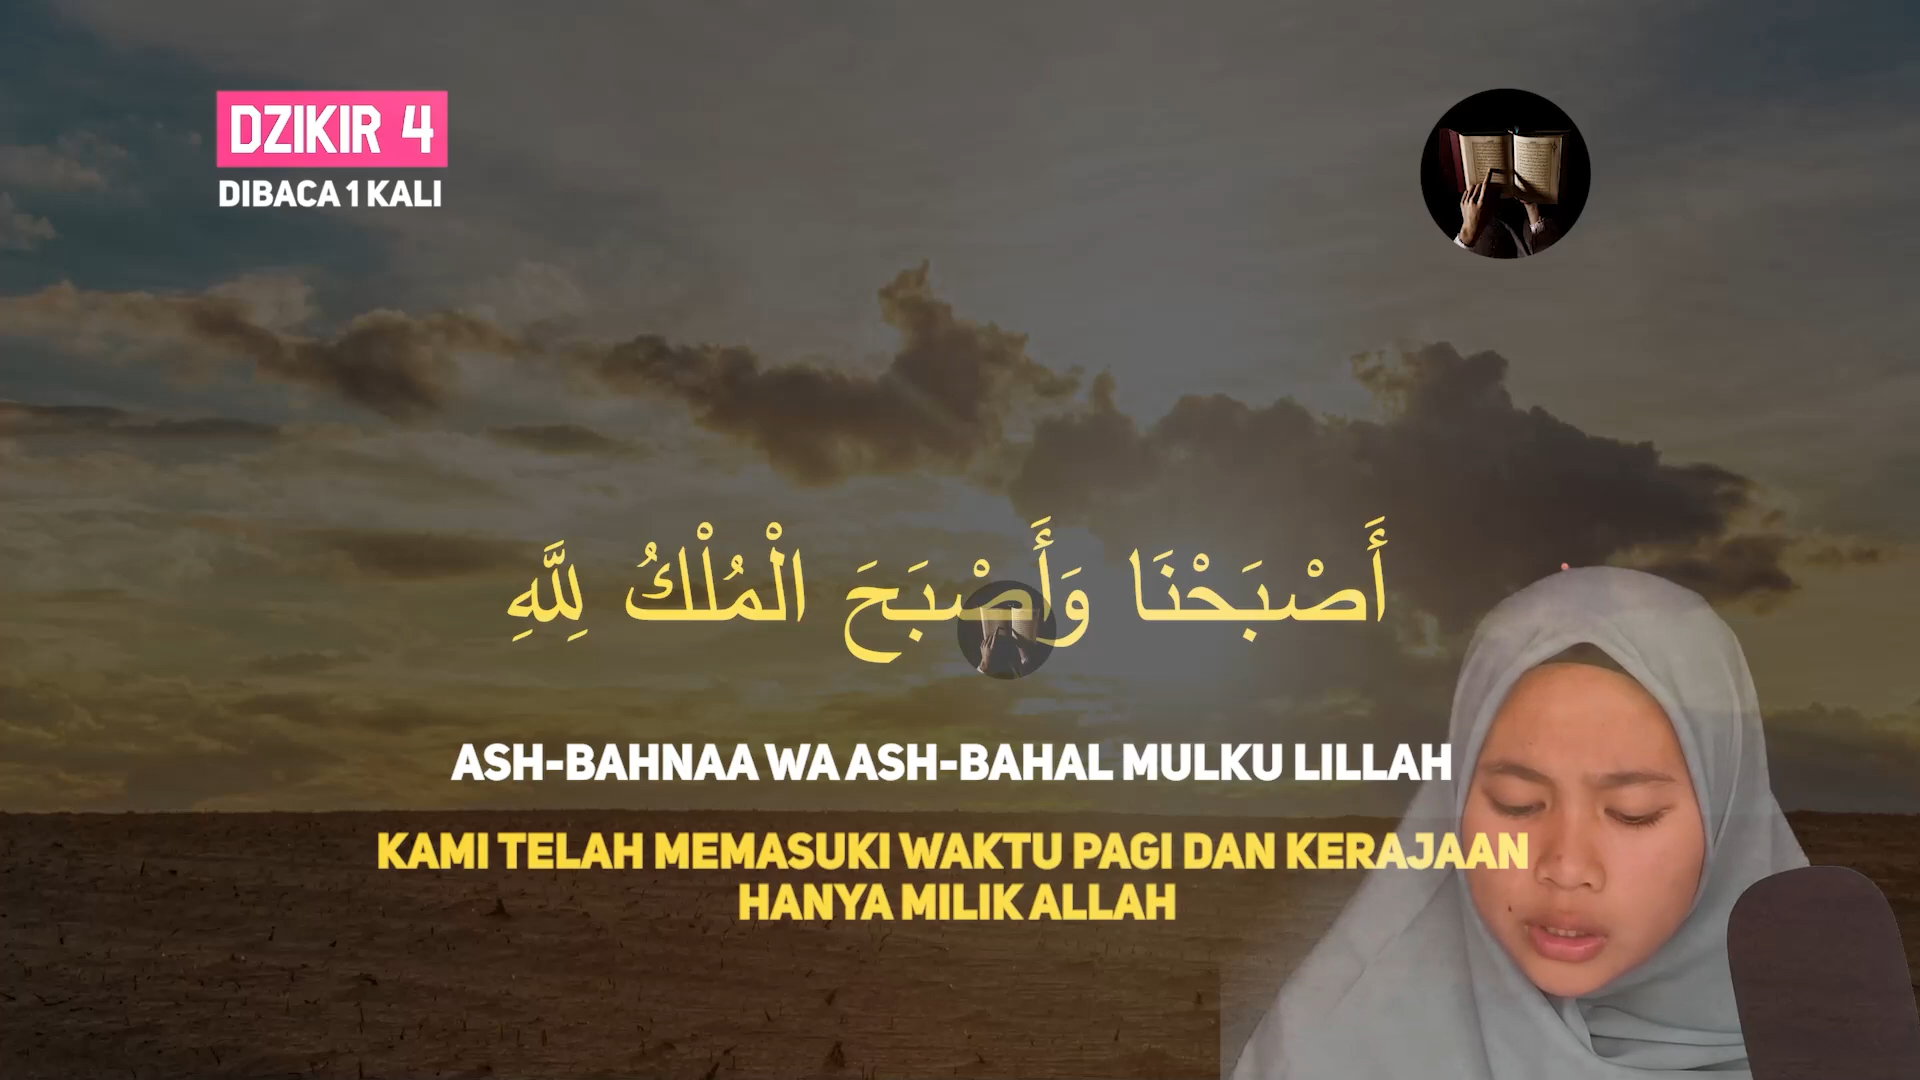 DZIKIR 4
DIBACA 1 KALI
أَصْبَحْنَا وَأَصْبَحَ الْمُلْكُ لِلَّهِ
ASH-BAHNAA WA ASH-BAHAL MULKU LILLAH
KAMI TELAH MEMASUKI WAKTU PAGI DAN KERAJAAN
HANYA MILIK ALLAH